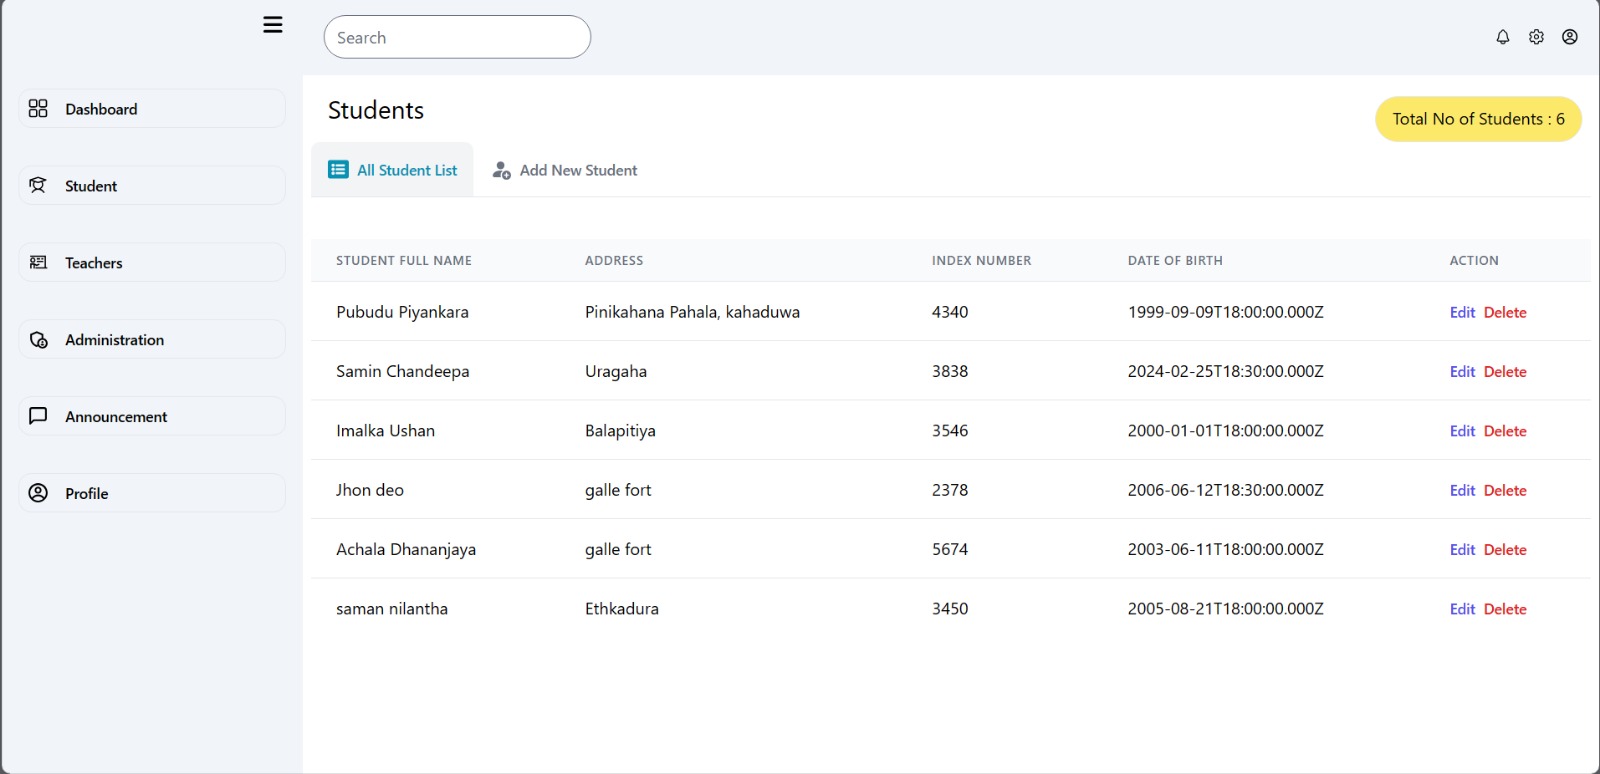 Search
Dashboard
Student
Teachers
Administration
Announcement
Profile
Students
Total No of Students : 6
All Student List Add New Student
STUDENT FULL NAME ADDRESS INDEX NUMBER DATE OF BIRTH ACTION
Pubudu Piyankara Pinikahana Pahala, kahaduwa 4340 1999-09-09T18:00:00.000Z Edit Delete
Samin Chandeepa Uragaha 3838 2024-02-25T18:30:00.000Z Edit Delete
Imalka Ushan Balapitiya 3546 2000-01-01T18:00:00.000Z Edit Delete
Jhon deo galle fort 2378 2006-06-12T18:30:00.000Z Edit Delete
Achala Dhananjaya galle fort 5674 2003-06-11T18:00:00.000Z Edit Delete
saman nilantha Ethkadura 3450 2005-08-21T18:00:00.000Z Edit Delete